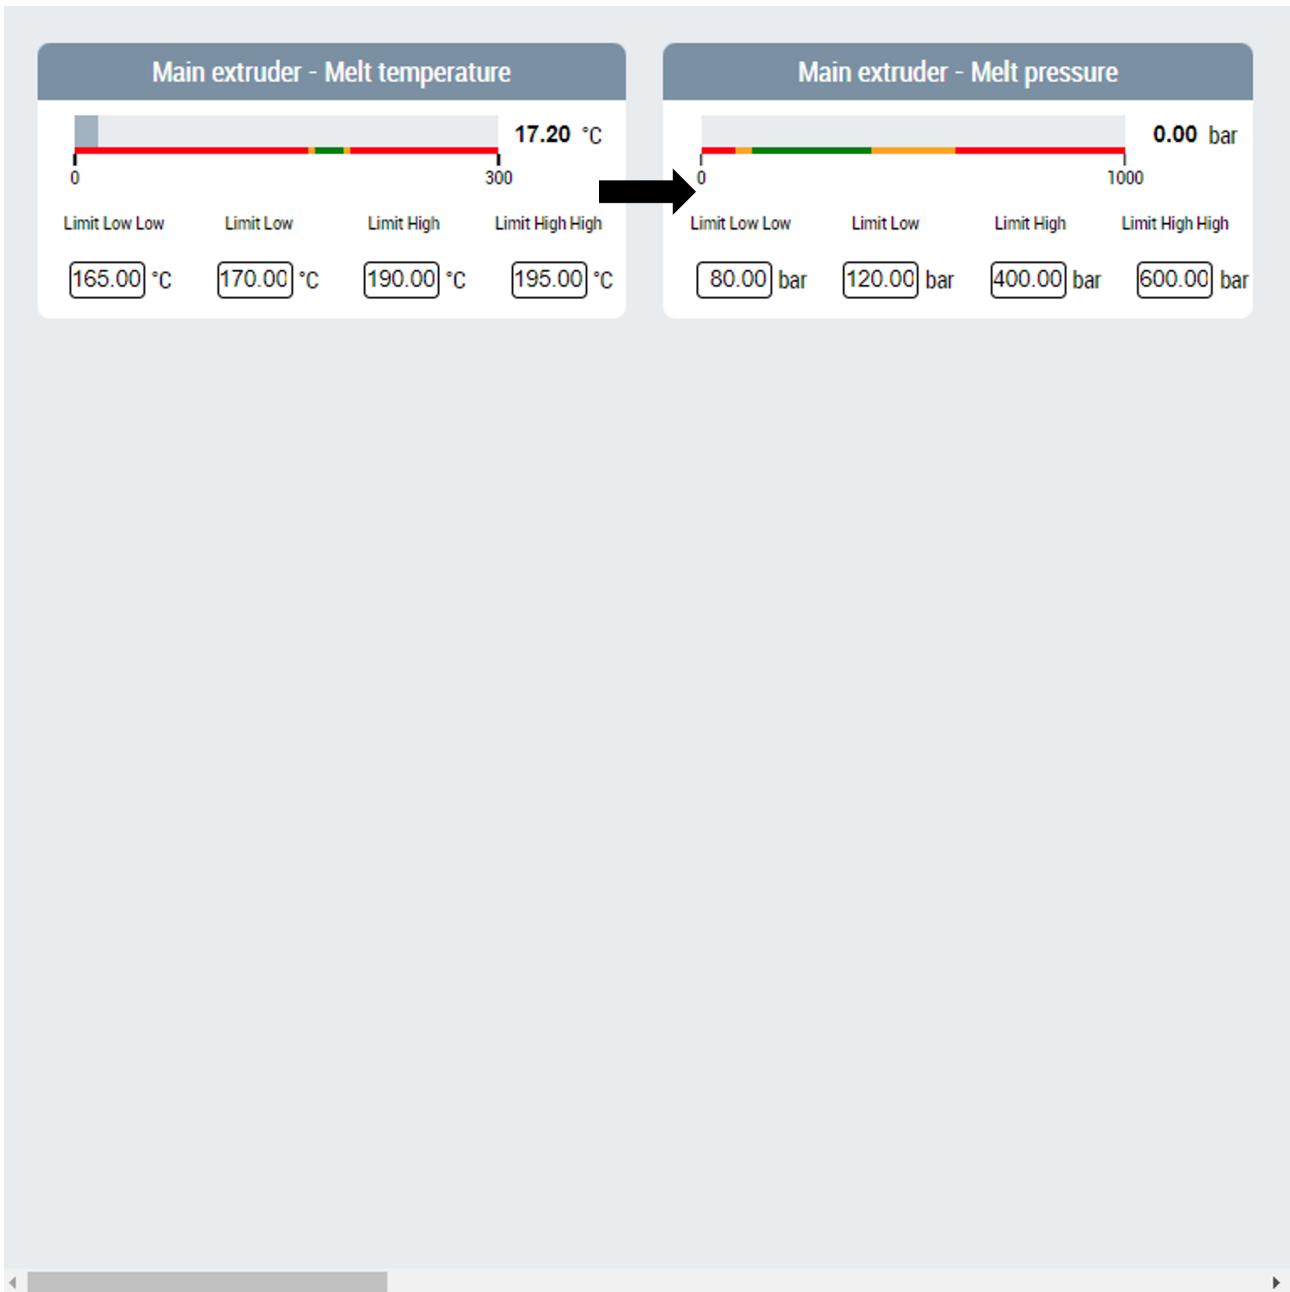 Main extruder - Melt temperature
17.20 °C
0 300
Limit Low Low Limit Low Limit High Limit High High
165.00 °C 170.00 °C 190.00 °C 195.00 °C
Main extruder - Melt pressure
0.00 bar
0 1000
Limit Low Low Limit Low Limit High Limit High High
80.00 bar 120.00 bar 400.00 bar 600.00 bar